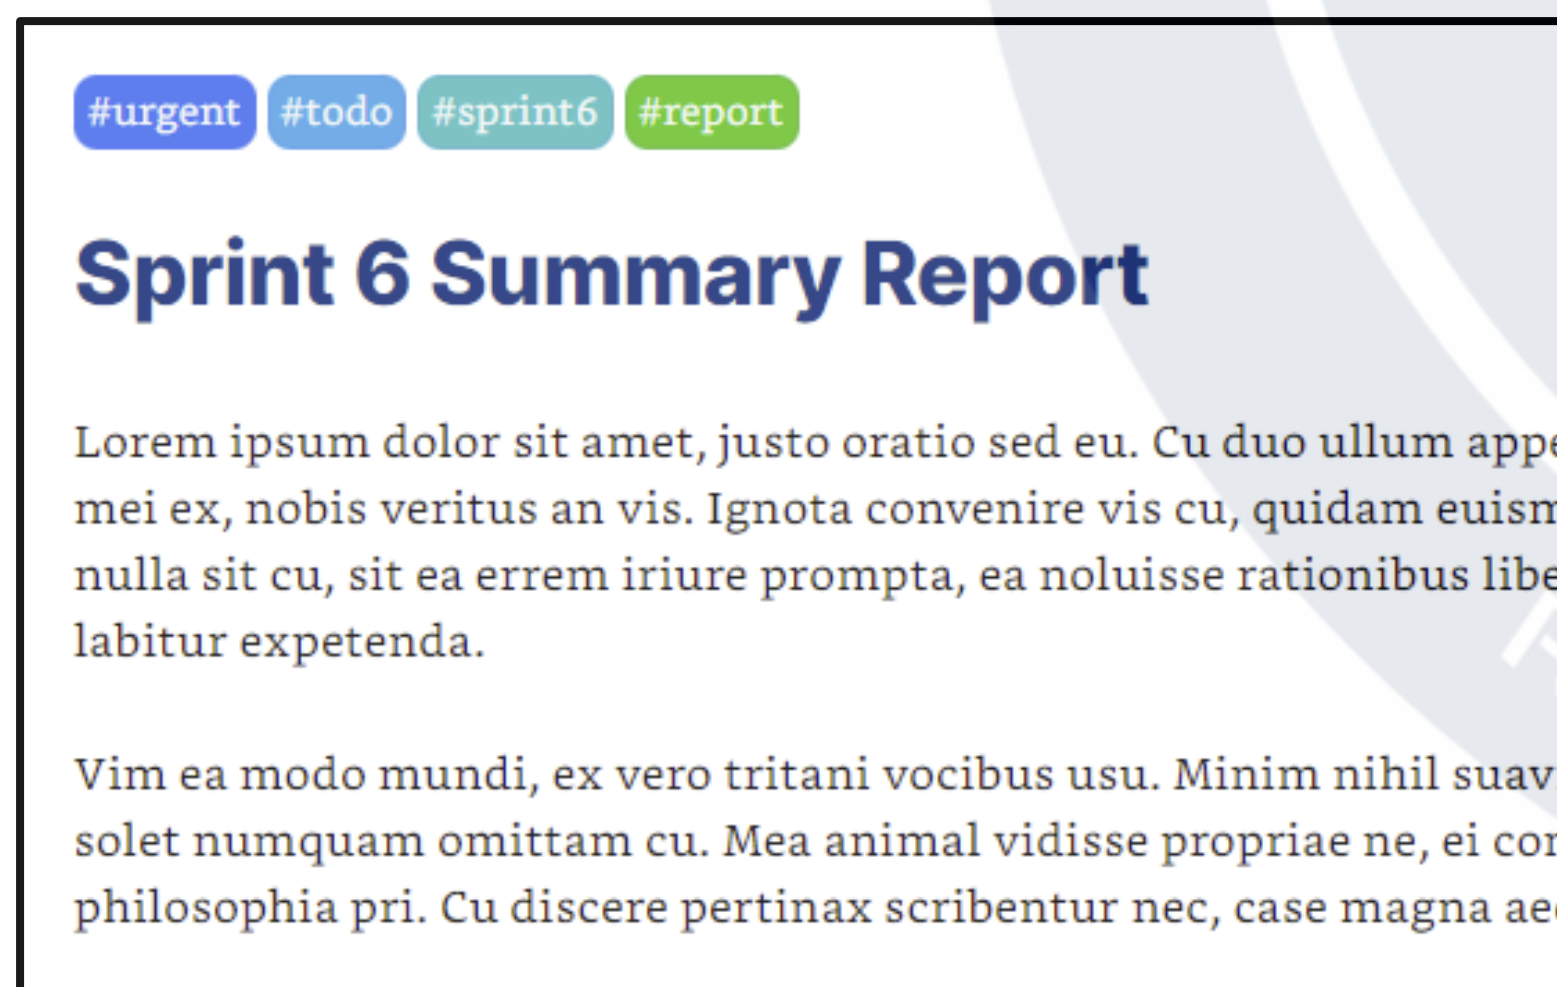 #urgent #todo #sprint6 #report
Sprint 6 Summary Report
Lorem ipsum dolor sit amet, justo oratio sed eu. Cu duo ullum
mei ex, nobis veritus an vis. Ignota convenire vis cu, quidam
nulla sit cu, sit ea errem iriure prompta, ea noluisse rationibus
labitur expetenda.
Vim ea modo mundi, ex vero tritani vocibus usu. Minim nihil
solet numquam omittam cu. Mea animal vidisse propriae ne, ei
philosophia pri. Cu discere pertinax scribentur nec, case magna